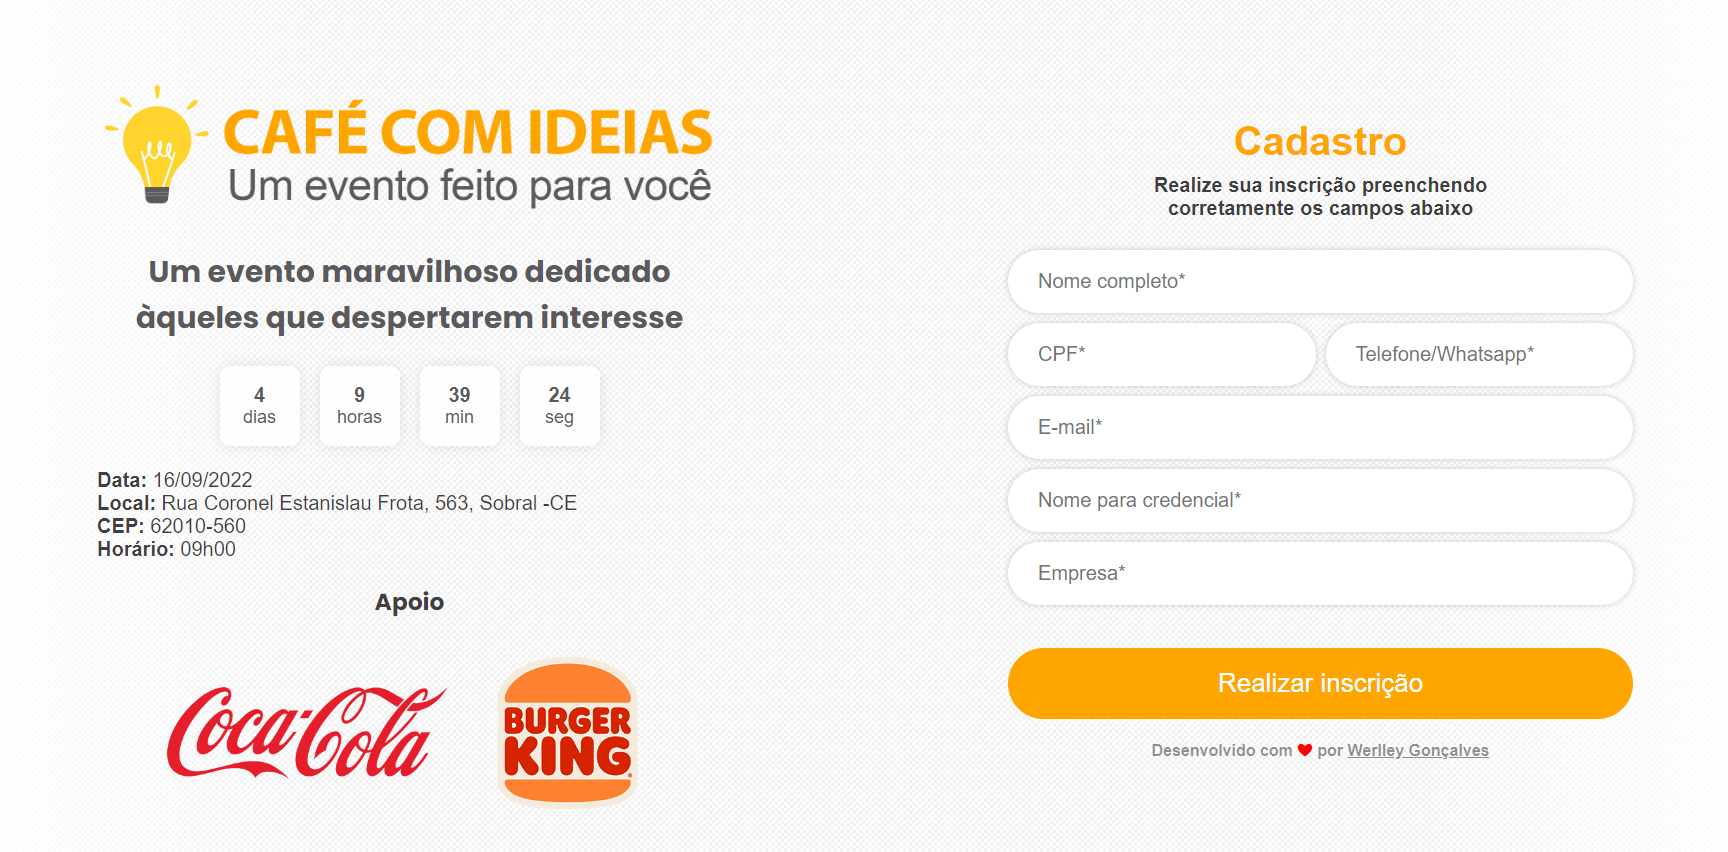 CAFÉ COM IDEIAS
Um evento feito para você
Um evento maravilhoso dedicado
àqueles que despertarem interesse
4 9 39 24
dias horas min seg
Data: 16/09/2022
Local: Rua Coronel Estanislau Frota, 563, Sobral -CE
CEP: 62010-560
Horário: 09h00
Apoio
Coca-Cola
BURGER
KING
Cadastro
Realize sua inscrição preenchendo
corretamente os campos abaixo
Nome completo*
CPF* Telefone/Whatsapp*
E-mail*
Nome para credencial*
Empresa*
Realizar inscrição
Desenvolvido com ❤ por Werlley Gonçalves